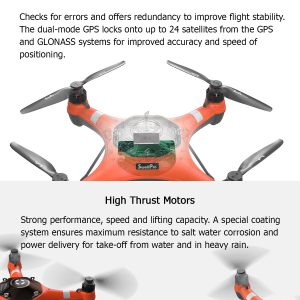 Checks for errors and offers redundancy to improve flight stability.
The dual-mode GPS locks onto up to 24 satellites from the GPS
and GLONASS systems for improved accuracy and speed of
positioning.
SwellPro
High Thrust Motors
Strong performance, speed and lifting capacity. A special coating
system ensures maximum resistance to salt water corrosion and
power delivery for take-off from water and in heavy rain.